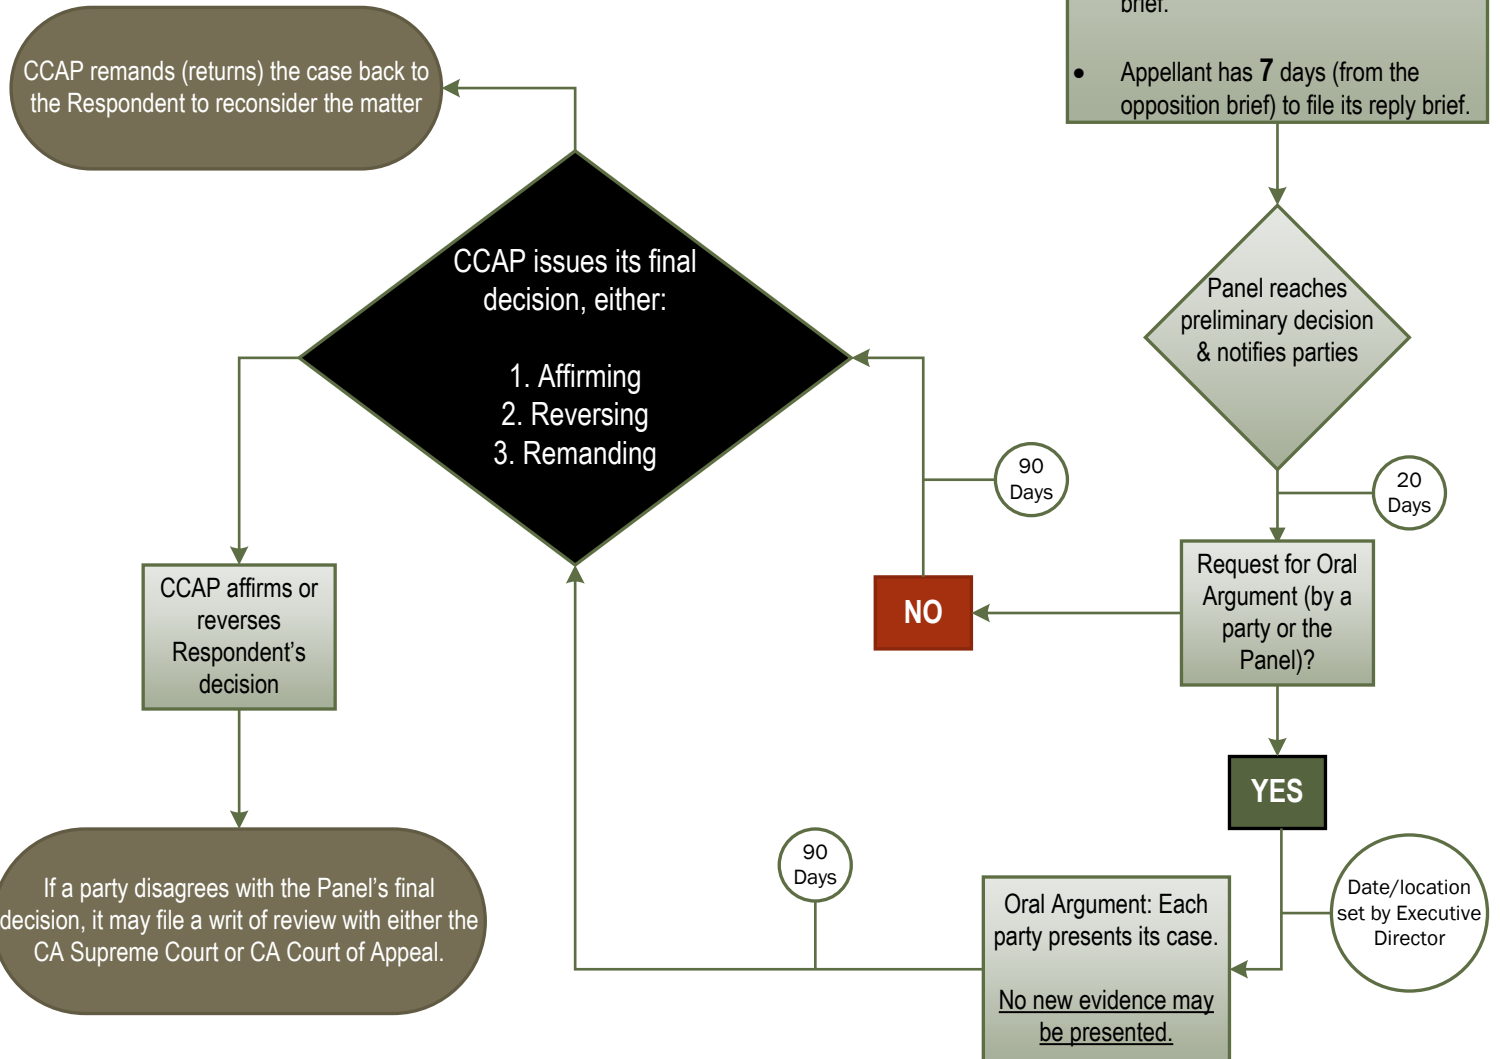 brief.
• Appellant has 7 days (from the
opposition brief) to file its reply brief.
CCAP remands (returns) the case back to
the Respondent to reconsider the matter
Panel reaches
preliminary decision
& notifies parties
CCAP issues its final
decision, either:
1. Affirming
2. Reversing
3. Remanding
90
Days
20
Days
Request for Oral
Argument (by a
party or the
Panel)?
NO
CCAP affirms or
reverses
Respondent’s
decision
YES
90
Days
Date/location
set by Executive
Director
Oral Argument: Each
party presents its case.
No new evidence may
be presented.
If a party disagrees with the Panel’s final
decision, it may file a writ of review with either the
CA Supreme Court or CA Court of Appeal.